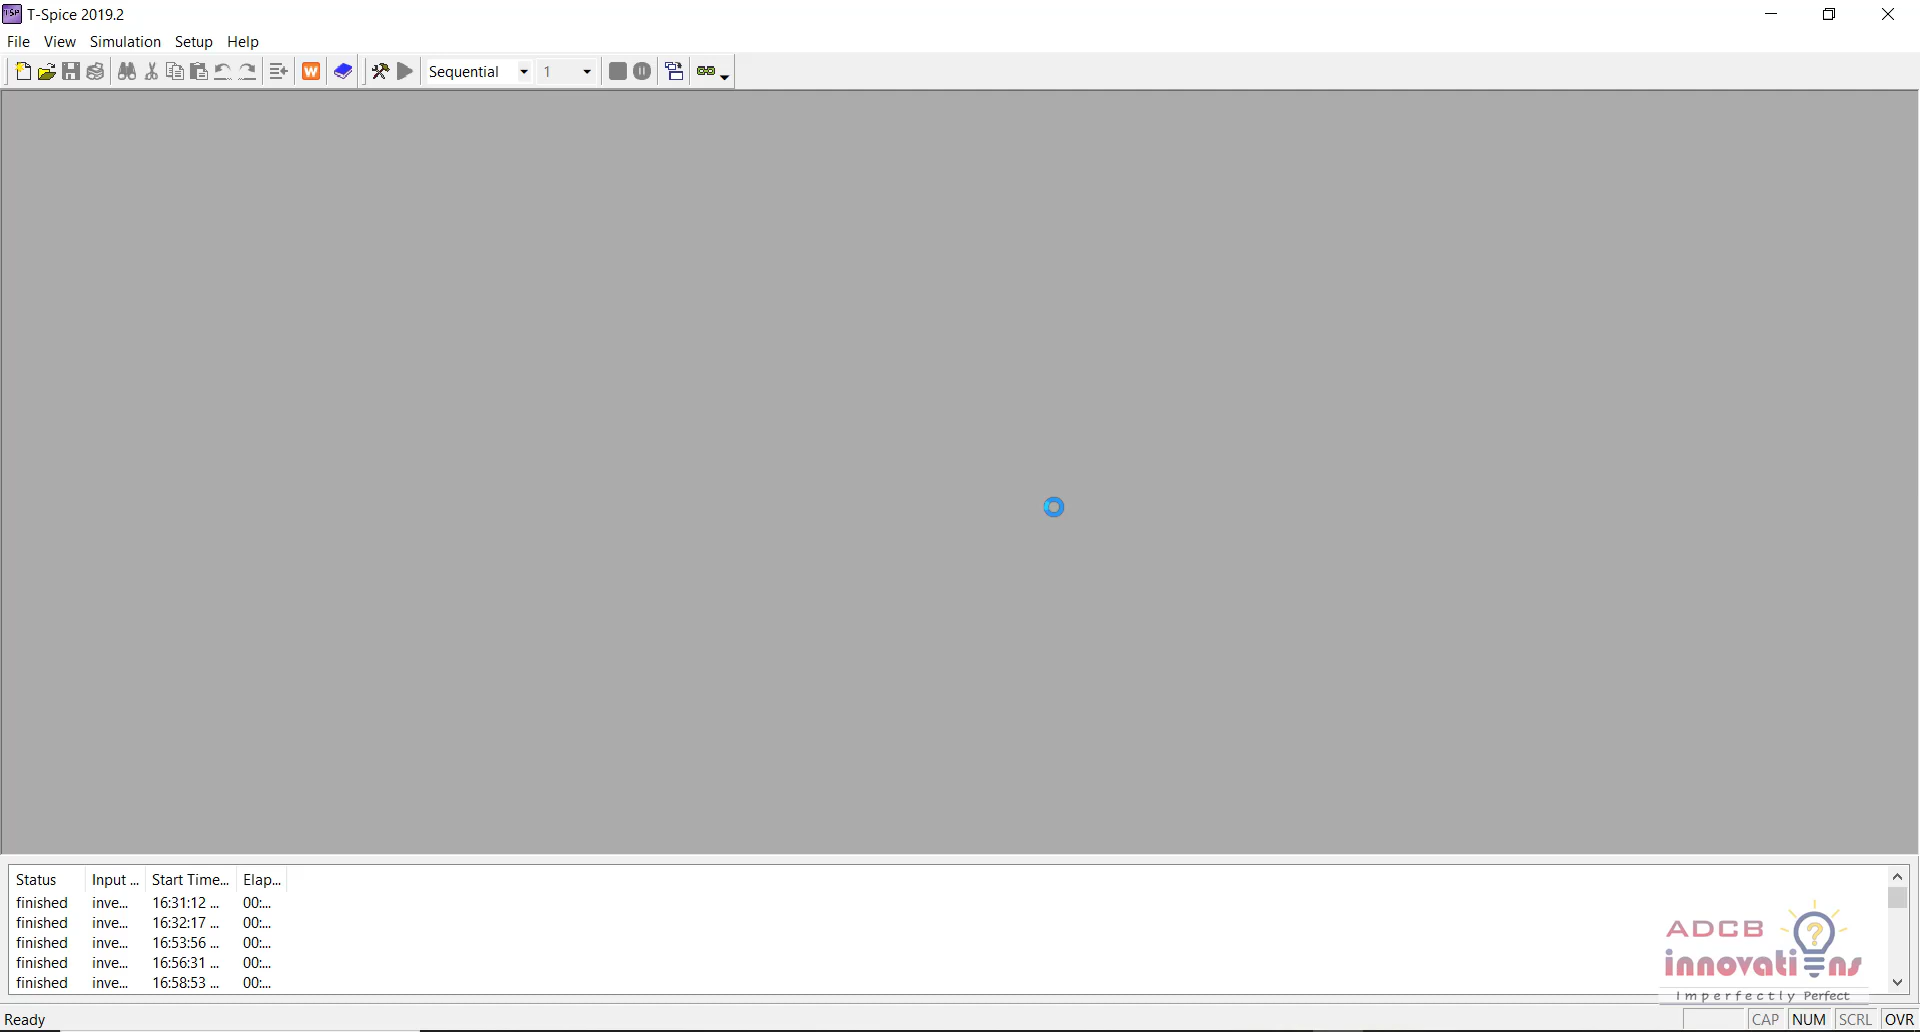 TSP T-Spice 2019.2
File View Simulation Setup Help
W Sequential 1
Status Input ... Start Time... Elap...
finished inve... 16:31:12 ... 00:...
finished inve... 16:32:17 ... 00:...
finished inve... 16:53:56 ... 00:...
finished inve... 16:56:31 ... 00:...
finished inve... 16:58:53 ... 00:...
ADCB
innovations
Imperfectly Perfect
Ready CAP NUM SCRL OVR